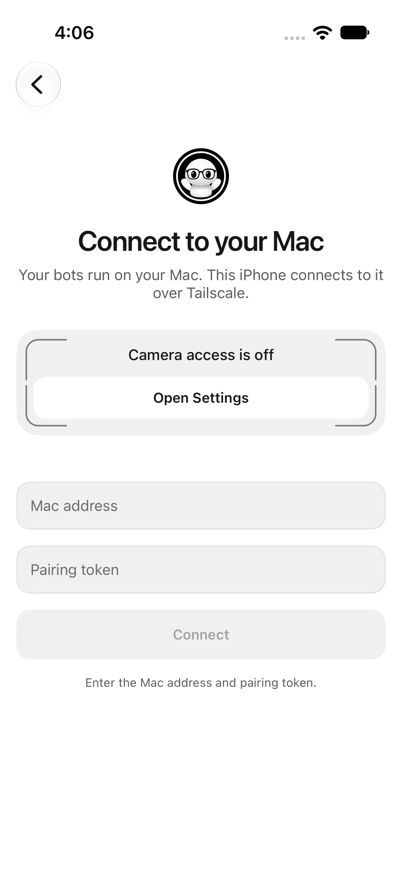 4:06
Connect to your Mac
Your bots run on your Mac. This iPhone connects to it
over Tailscale.
Camera access is off
Open Settings
Mac address
Pairing token
Connect
Enter the Mac address and pairing token.